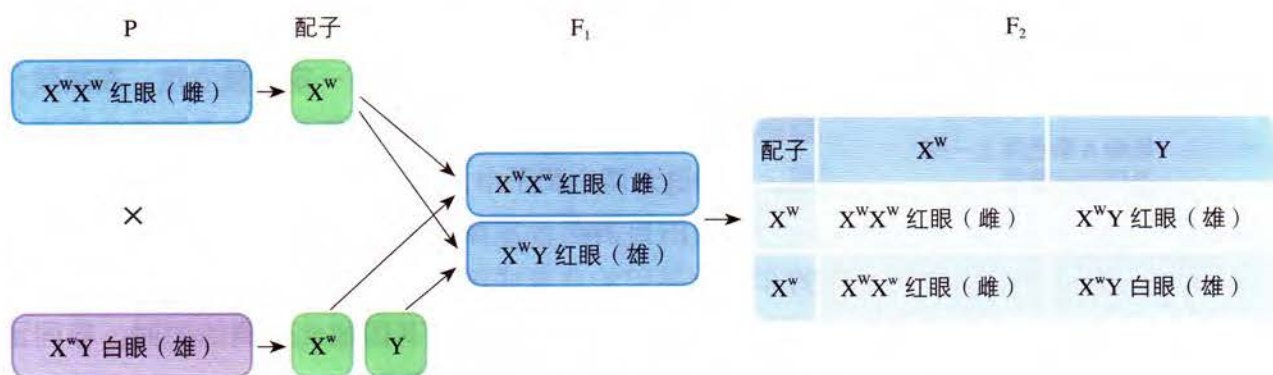 P 配子 F₁ F₂
XᵂXᵂ 红眼（雌） Xᵂ
×
XʷY 白眼（雄） Xʷ Y
XᵂXʷ 红眼（雌）
XᵂY 红眼（雄）
配子 Xᵂ Y
Xᵂ XᵂXᵂ 红眼（雌） XᵂY 红眼（雄）
Xʷ XᵂXʷ 红眼（雌） XʷY 白眼（雄）